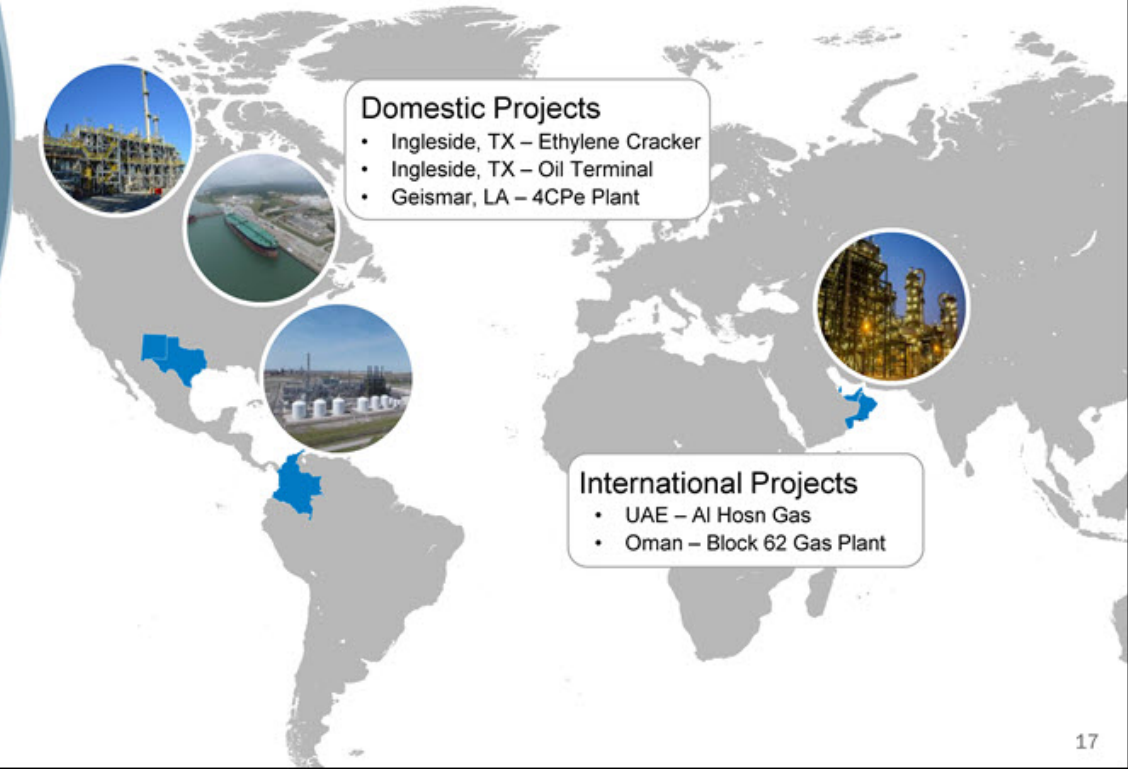 Domestic Projects
• Ingleside, TX – Ethylene Cracker
• Ingleside, TX – Oil Terminal
• Geismar, LA – 4CPe Plant
International Projects
• UAE – Al Hosn Gas
• Oman – Block 62 Gas Plant
17